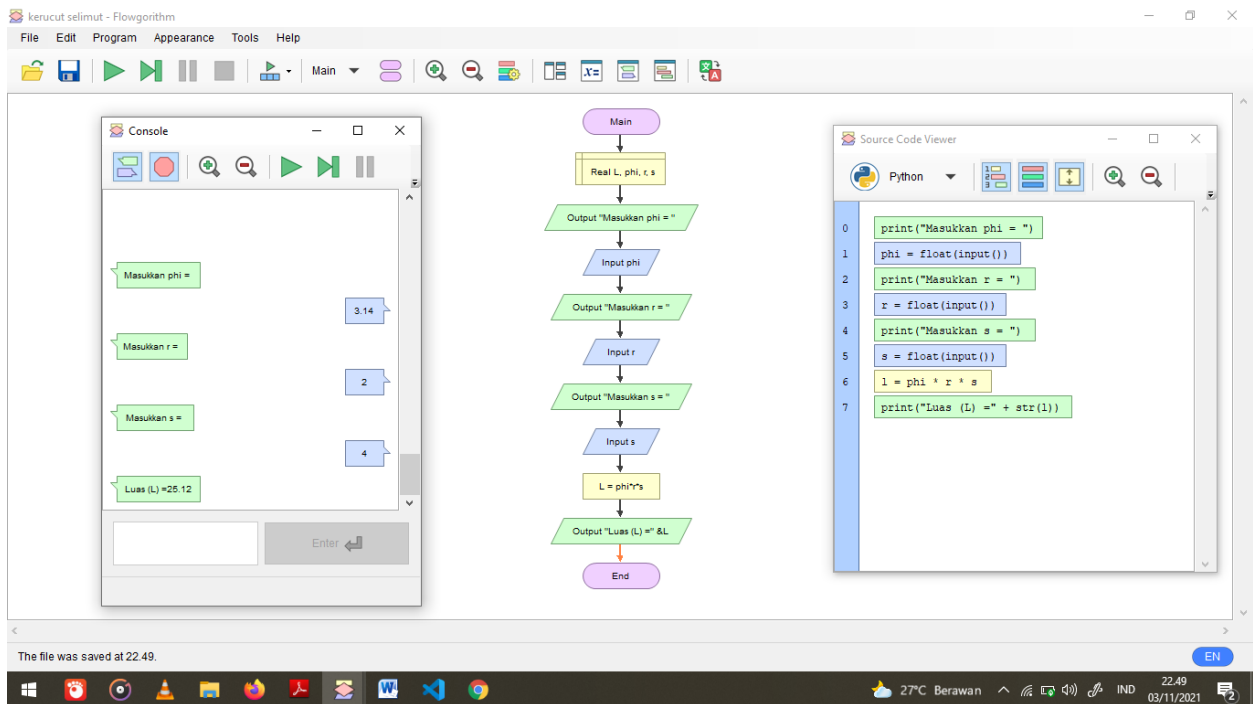 kerucut selimut - Flowgorithm
File Edit Program Appearance Tools Help
Main
Console
Masukkan phi =
3.14
Masukkan r =
2
Masukkan s =
4
Luas (L) =25.12
Enter
Main
Real L, phi, r, s
Output "Masukkan phi = "
Input phi
Output "Masukkan r = "
Input r
Output "Masukkan s = "
Input s
L = phi*r*s
Output "Luas (L) =" &L
End
Source Code Viewer
Python
0 print("Masukkan phi = ")
1 phi = float(input())
2 print("Masukkan r = ")
3 r = float(input())
4 print("Masukkan s = ")
5 s = float(input())
6 l = phi * r * s
7 print("Luas (L) =" + str(l))
The file was saved at 22.49.
EN
27°C Berawan
IND
22.49
03/11/2021
2